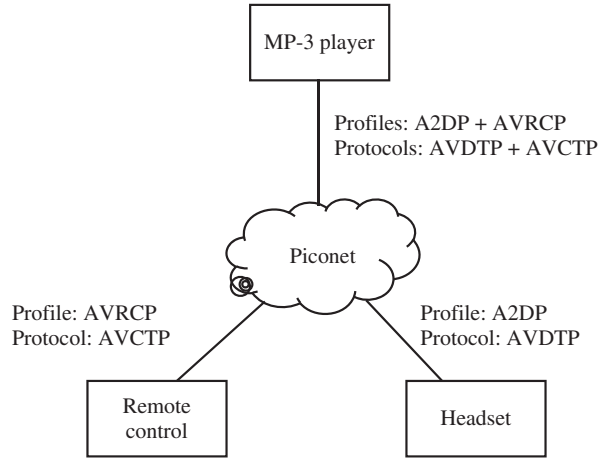 MP-3 player
Profiles: A2DP + AVRCP
Protocols: AVDTP + AVCTP
Piconet
Profile: AVRCP
Protocol: AVCTP
Profile: A2DP
Protocol: AVDTP
Remote
control
Headset